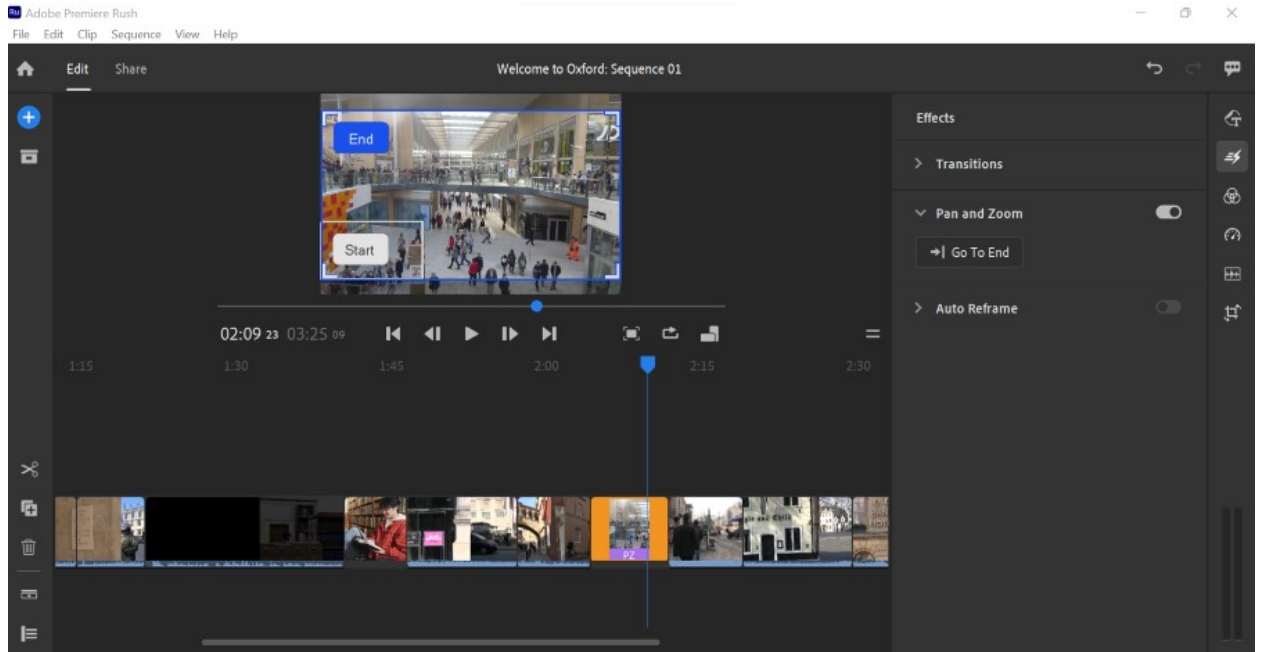 Ru Adobe Premiere Rush
File Edit Clip Sequence View Help
Edit Share Welcome to Oxford: Sequence 01
Effects
End
Transitions
Pan and Zoom
Start
Go To End
Auto Reframe
02:09 23 03:25 09
1:15 1:30 1:45 2:00 2:15 2:30
PZ